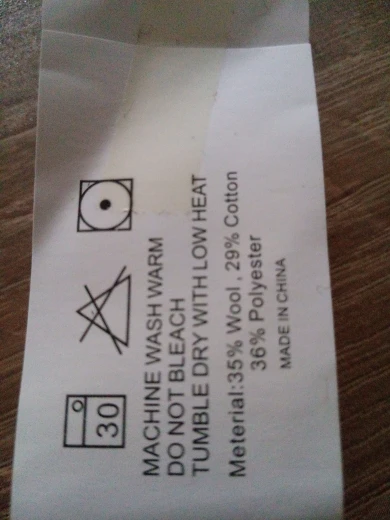 30
MACHINE WASH WARM
DO NOT BLEACH
TUMBLE DRY WITH LOW HEAT
Meterial:35% Wool, 29% Cotton
36% Polyester
MADE IN CHINA